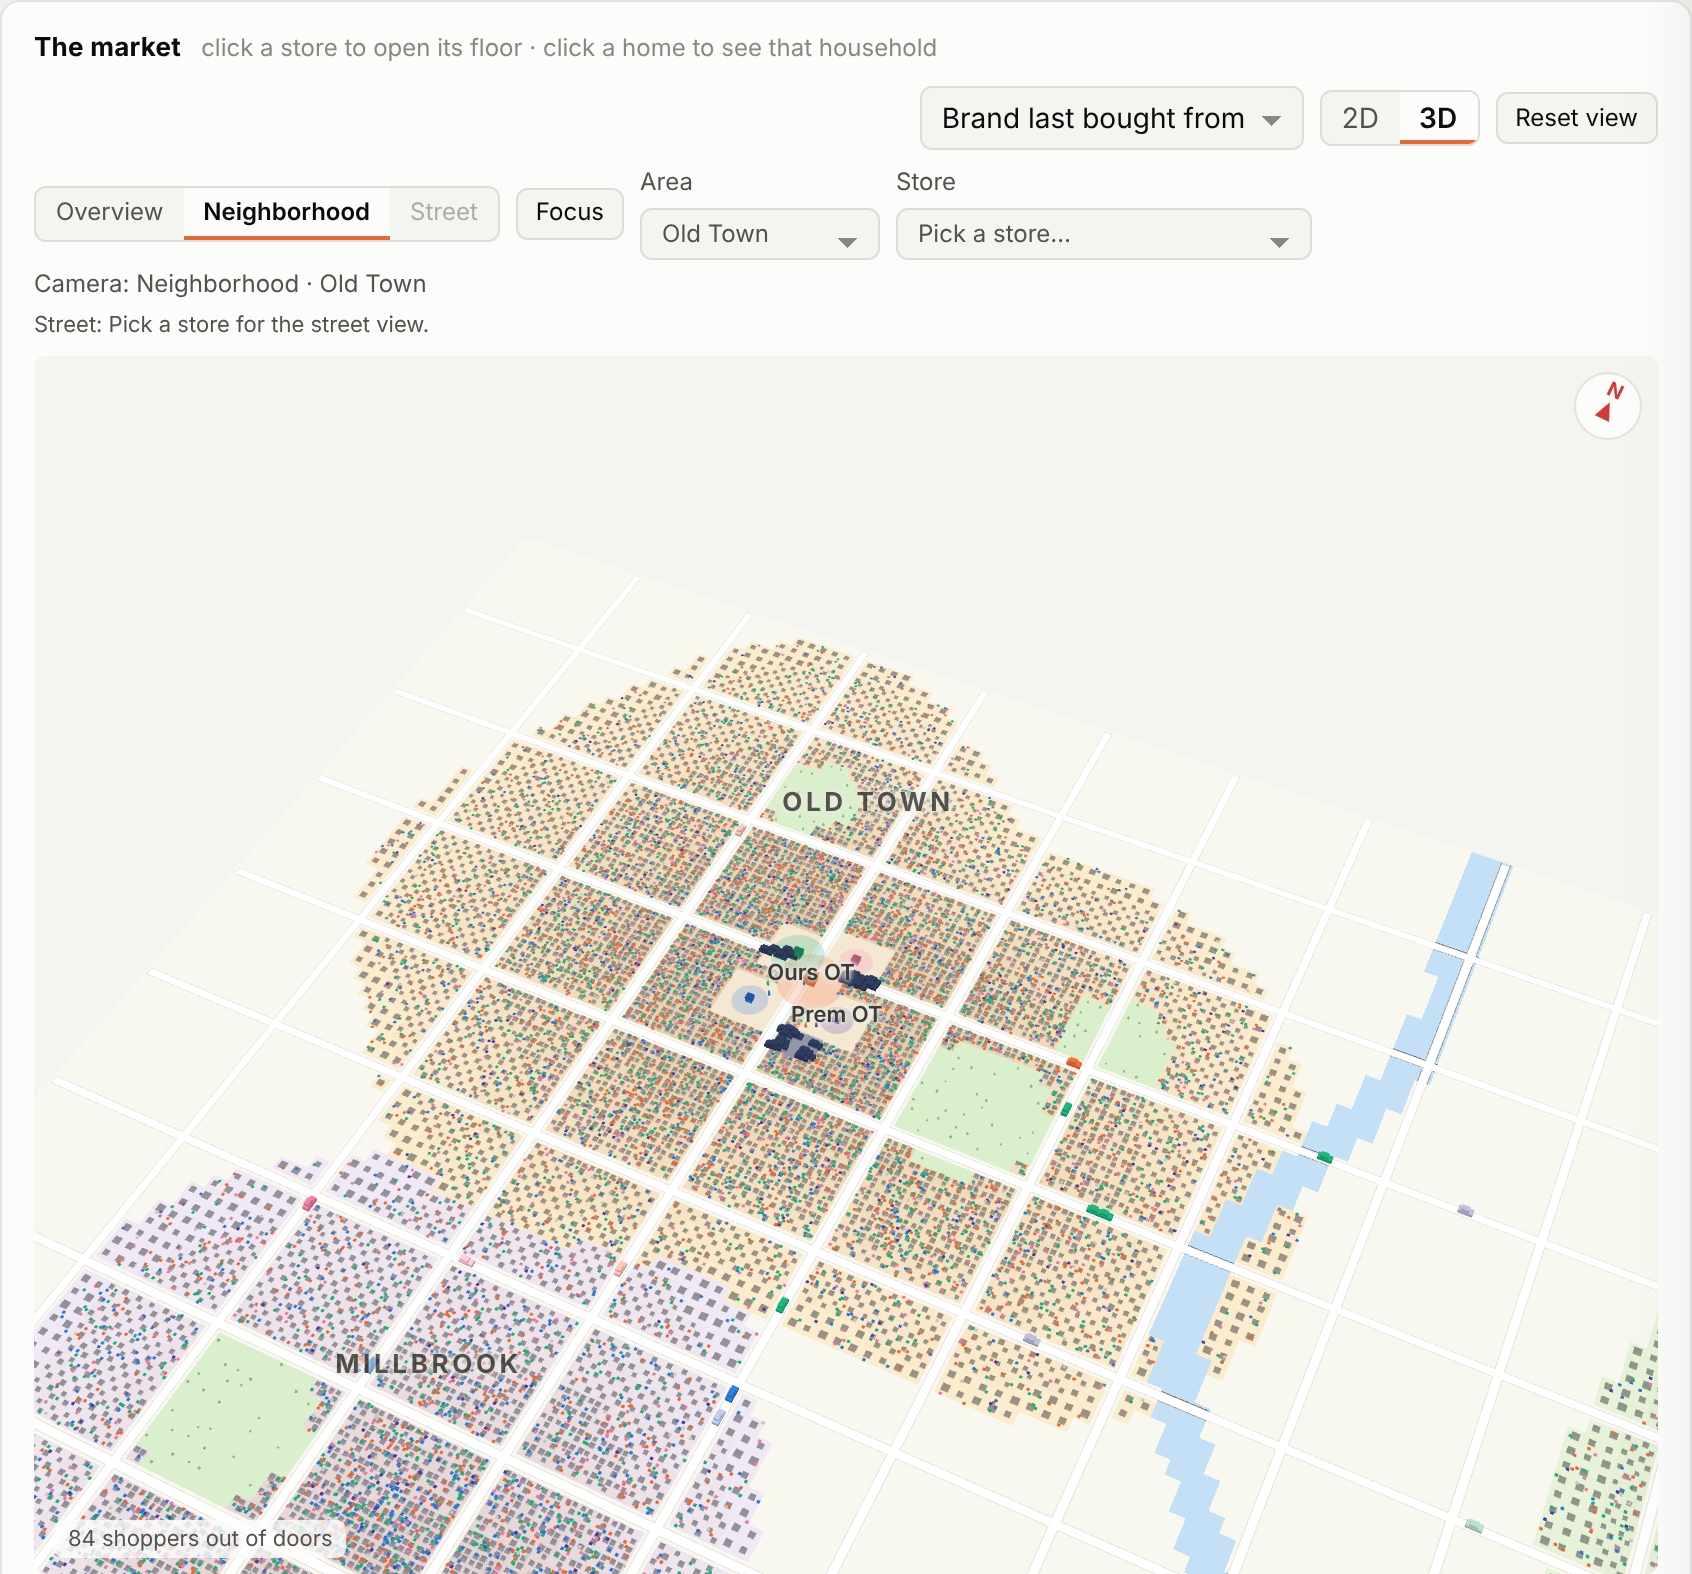 The market click a store to open its floor · click a home to see that household
Brand last bought from
2D
3D
Reset view
Overview
Neighborhood
Street
Focus
Area
Old Town
Store
Pick a store...
Camera: Neighborhood · Old Town
Street: Pick a store for the street view.
N
OLD TOWN
Ours OT
Prem OT
MILLBROOK
84 shoppers out of doors